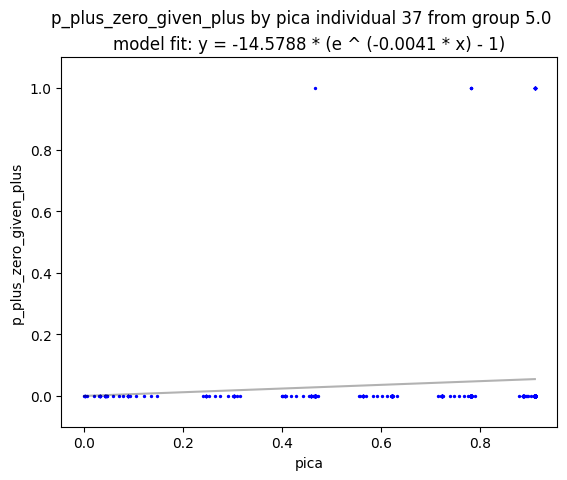 p_plus_zero_given_plus by pica individual 37 from group 5.0
model fit: y = -14.5788 * (e ^ (-0.0041 * x) - 1)
1.0
0.8
0.6
0.4
0.2
0.0
p_plus_zero_given_plus
0.0 0.2 0.4 0.6 0.8
pica